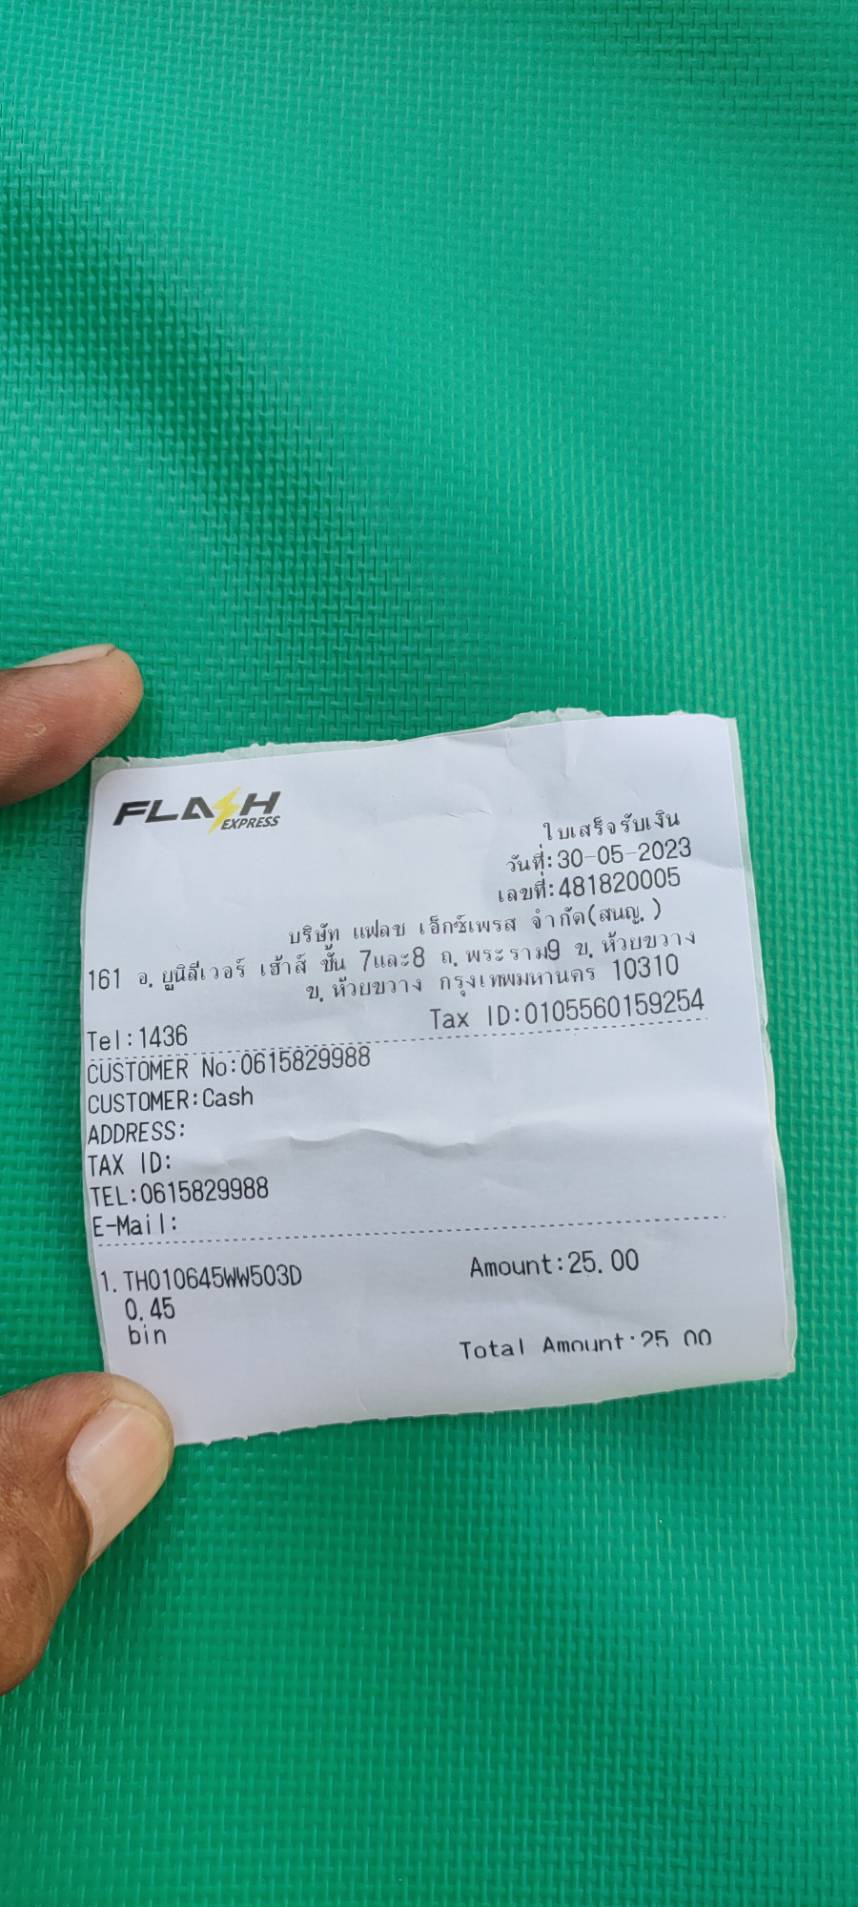 FLASH
EXPRESS
ใบเสร็จรับเงิน
วันที่:30-05-2023
เลขที่:481820005
บริษัท แฟลช เอ็กซ์เพรส จำกัด(สนญ.)
161 อ.ยูนิลีเวอร์ เฮ้าส์ ชั้น 7และ8 ถ.พระราม9 ข.ห้วยขวาง
ข.ห้วยขวาง กรุงเทพมหานคร 10310
Tel:1436 Tax ID:0105560159254
CUSTOMER No:0615829988
CUSTOMER:Cash
ADDRESS:
TAX ID:
TEL:0615829988
E-Mail:
1.TH010645WW503D Amount:25.00
0.45
bin
Total Amount:25.00